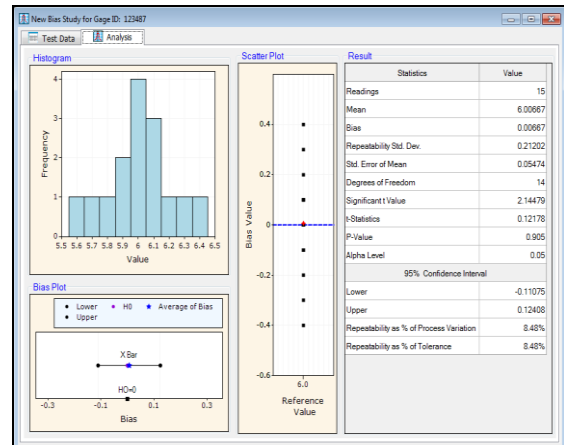 New Bias Study for Gage ID: 123487
Test Data Analysis
Histogram
Frequency
4
3
2
1
0
5.5 5.6 5.7 5.8 5.9 6 6.1 6.2 6.3 6.4 6.5
Value
Bias Plot
Lower H0 Average of Bias
Upper
X Bar
HO=0
-0.3 -0.1 0.1 0.3
Bias
Scatter Plot
Bias Value
0.4
0.2
0
-0.2
-0.4
-0.6
6.0
Reference
Value
Result
Statistics Value
Readings 15
Mean 6.00667
Bias 0.00667
Repeatability Std. Dev. 0.21202
Std. Error of Mean 0.05474
Degrees of Freedom 14
Significant t Value 2.14479
t-Statistics 0.12178
P-Value 0.905
Alpha Level 0.05
95% Confidence Interval
Lower -0.11075
Upper 0.12408
Repeatability as % of Process Variation 8.48%
Repeatability as % of Tolerance 8.48%